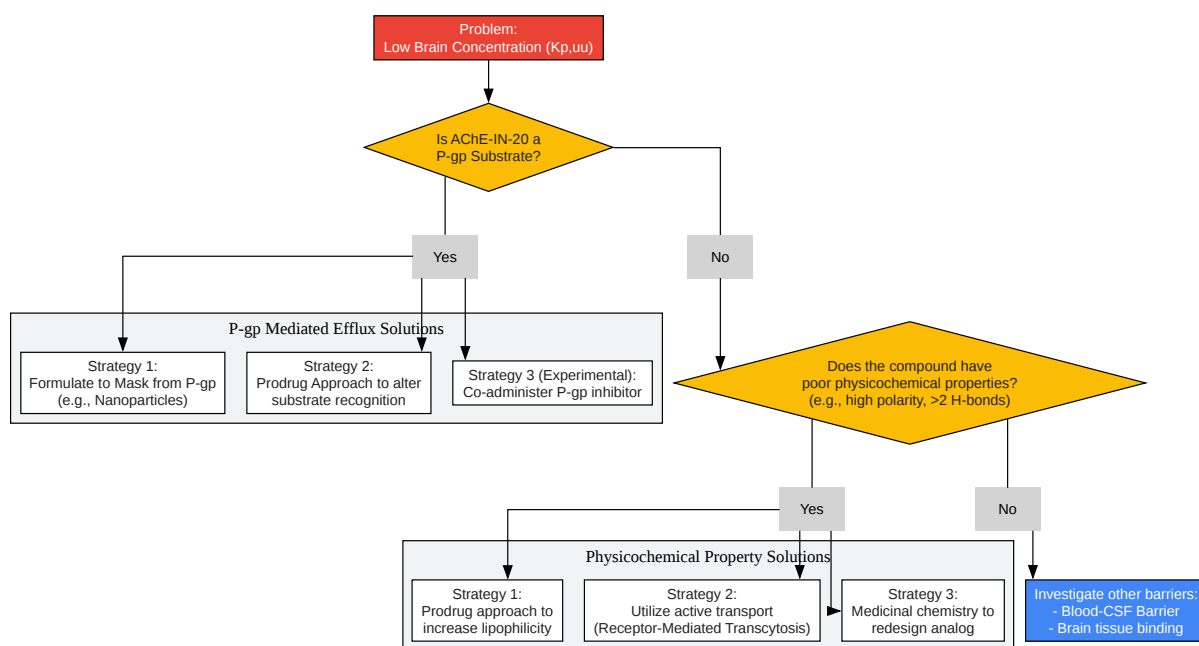 Problem:
Low Brain Concentration (Kp,uu)
Is AChE-IN-20 a
P-gp Substrate?
Yes
No
P-gp Mediated Efflux Solutions
Strategy 1:
Formulate to Mask from P-gp
(e.g., Nanoparticles)
Strategy 2:
Prodrug Approach to alter
substrate recognition
Strategy 3 (Experimental):
Co-administer P-gp inhibitor
Does the compound have
poor physicochemical properties?
(e.g., high polarity, >2 H-bonds)
Yes
No
Physicochemical Property Solutions
Strategy 1:
Prodrug approach to
increase lipophilicity
Strategy 2:
Utilize active transport
(Receptor-Mediated Transcytosis)
Strategy 3:
Medicinal chemistry to
redesign analog
Investigate other barriers:
- Blood-CSF Barrier
- Brain tissue binding